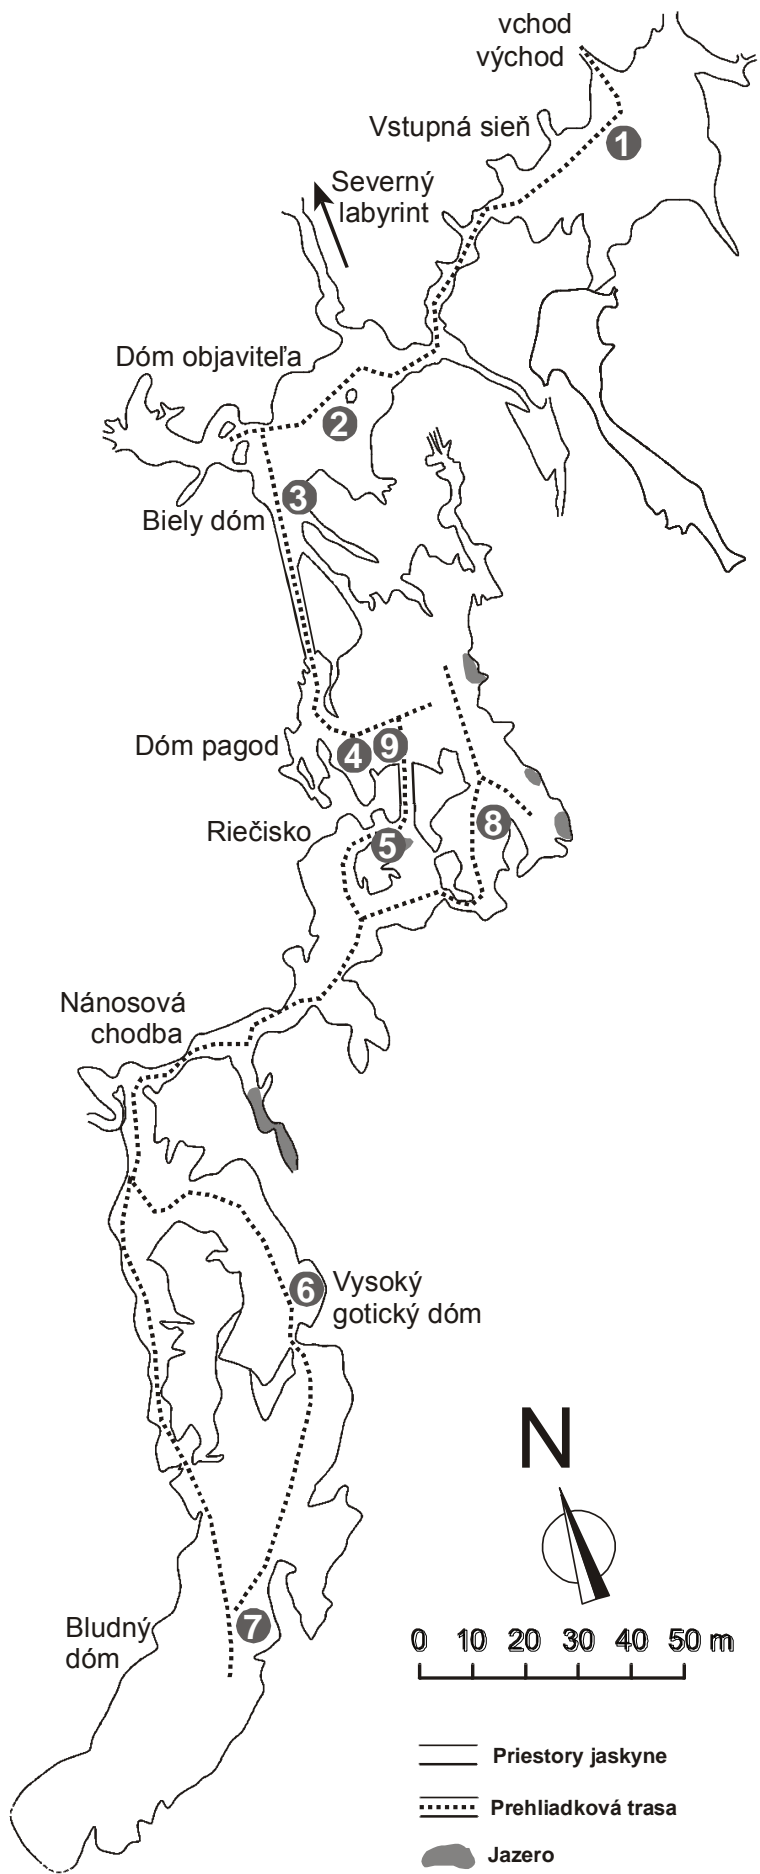 vchod
východ
Vstupná sieň
1
Severný
labyrint
Dóm objaviteľa
2
3
Biely dóm
Dóm pagod
4
9
Riečisko
5
8
Nánosová
chodba
6
Vysoký
gotický dóm
N
7
Bludný
dóm
0 10 20 30 40 50 m
Priestory jaskyne
Prehliadková trasa
Jazero